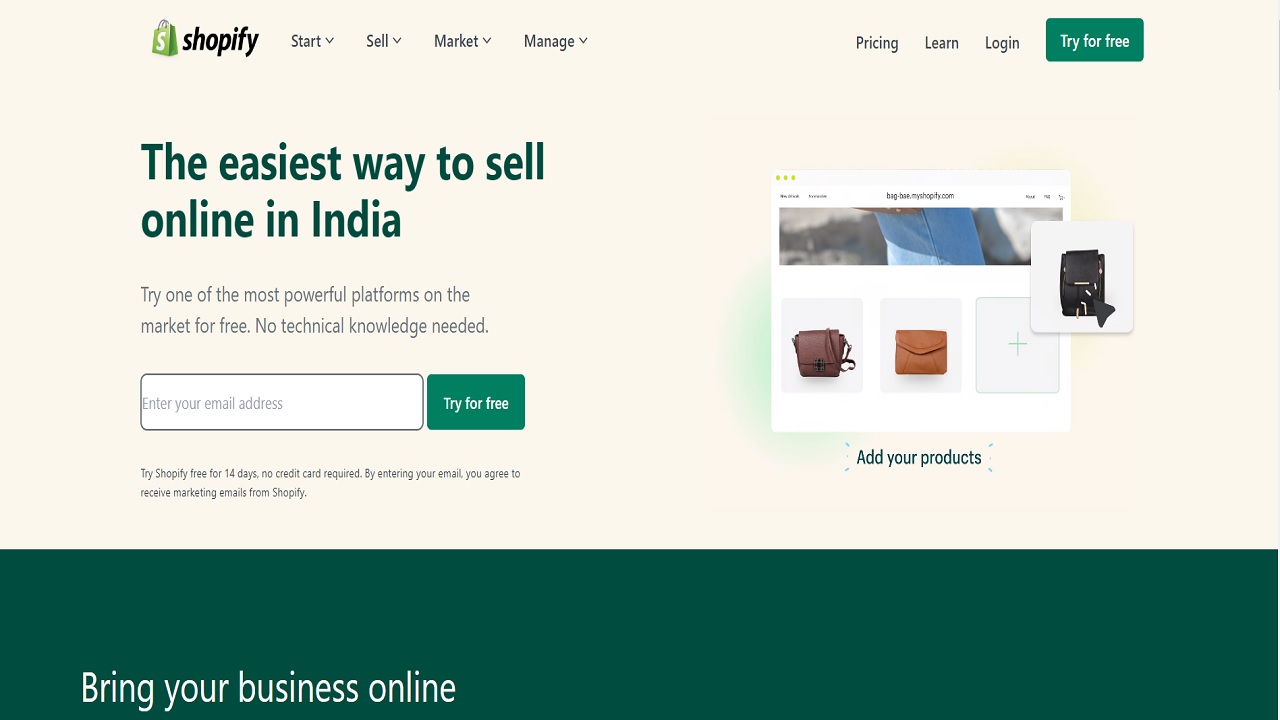 shopify
Start
Sell
Market
Manage
Pricing
Learn
Login
Try for free
The easiest way to sell
online in India
Try one of the most powerful platforms on the
market for free. No technical knowledge needed.
Enter your email address
Try for free
Try Shopify free for 14 days, no credit card required. By entering your email, you agree to
receive marketing emails from Shopify.
New Arrivals
Accessories
bag-bae.myshopify.com
About
FAQ
Add your products
Bring your business online